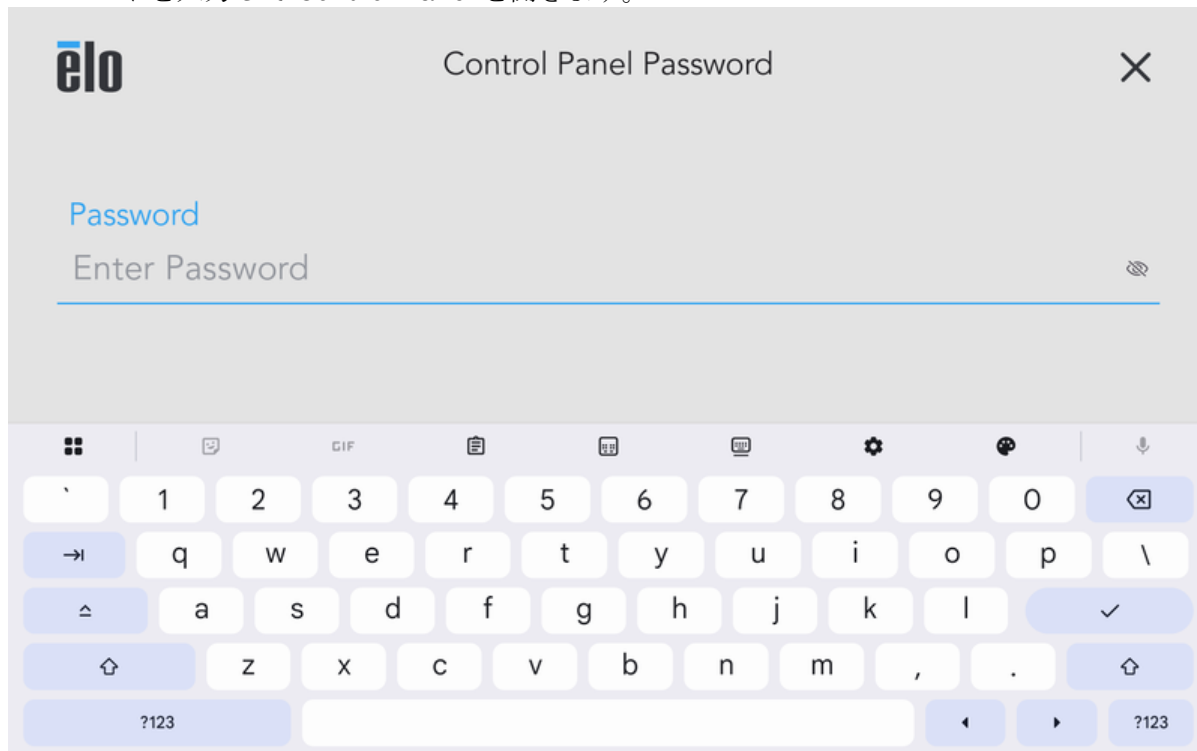 ēlo
Control Panel Password
Password
Enter Password
GIF
` 1 2 3 4 5 6 7 8 9 0
q w e r t y u i o p \
a s d f g h j k l
z x c v b n m , .
?123 ?123